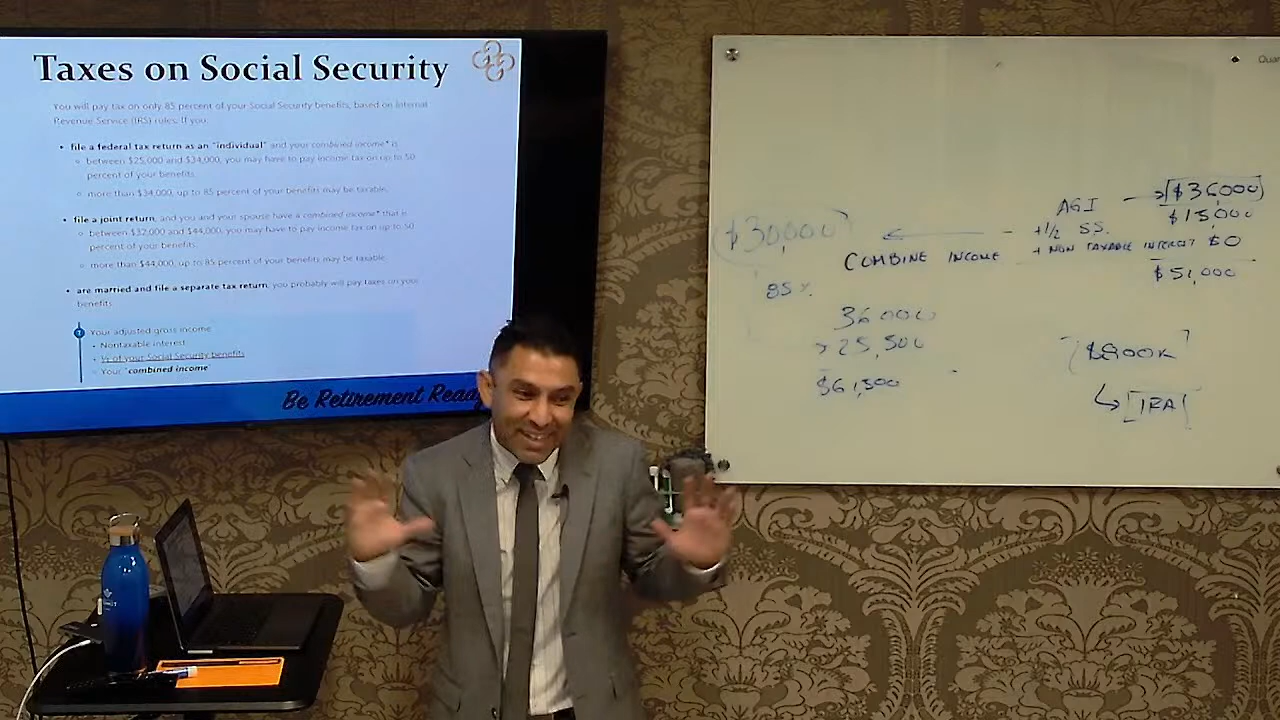 Taxes on Social Security
You will pay tax on only 85 percent of your Social Security benefits, based on Internal
Revenue Service (IRS) rules. If you:
• file a federal tax return as an "individual" and your combined income* is
between $25,000 and $34,000, you may have to pay income tax on up to 50
percent of your benefits.
more than $34,000, up to 85 percent of your benefits may be taxable.
• file a joint return, and you and your spouse have a combined income* that is
between $32,000 and $44,000, you may have to pay income tax on up to 50
percent of your benefits.
more than $44,000, up to 85 percent of your benefits may be taxable.
• are married and file a separate tax return, you probably will pay taxes on your
benefits.
Your adjusted gross income
• Nontaxable interest
• ½ of your Social Security benefits
• Your "combined income"
Be Retirement
$30,000
85%
COMBINE INCOME
AGI
$36000
+1/2 SS.
$15,000
+ NON TAXABLE INTEREST $0
$51,000
36000
25,500
$61,500
$900K
IRA